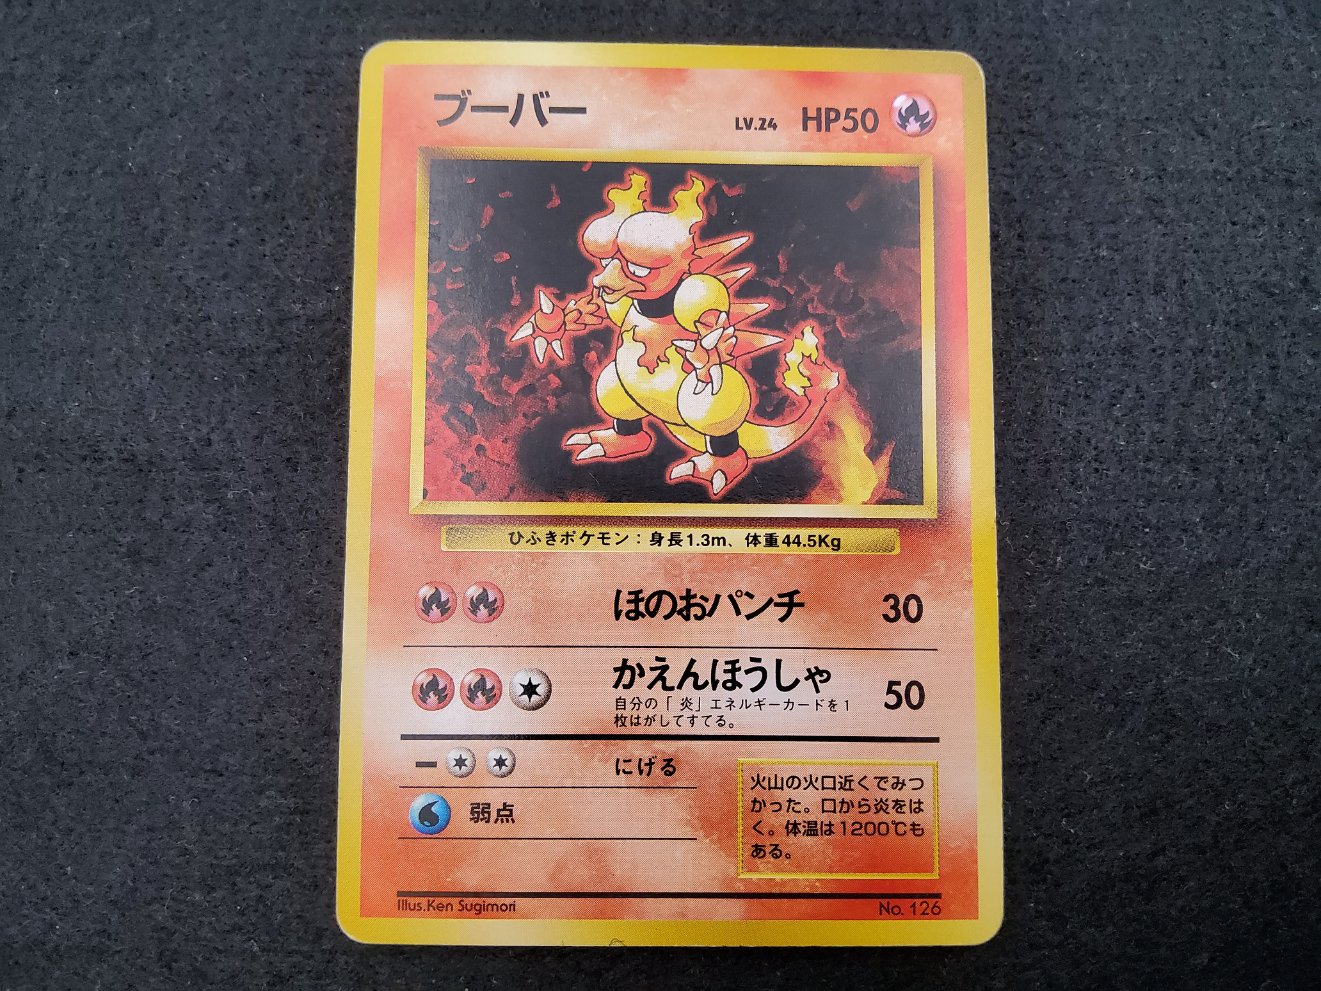 ブーバー
LV.24 HP50
ひふきポケモン：身長1.3m、体重44.5Kg
ほのおパンチ 30
かえんほうしゃ 50
自分の「炎」エネルギーカードを1
枚はがしてすてる。
にげる
弱点
火山の火口近くでみつ
かった。口から炎をは
く。体温は1200℃も
ある。
Illus.Ken Sugimori No. 126